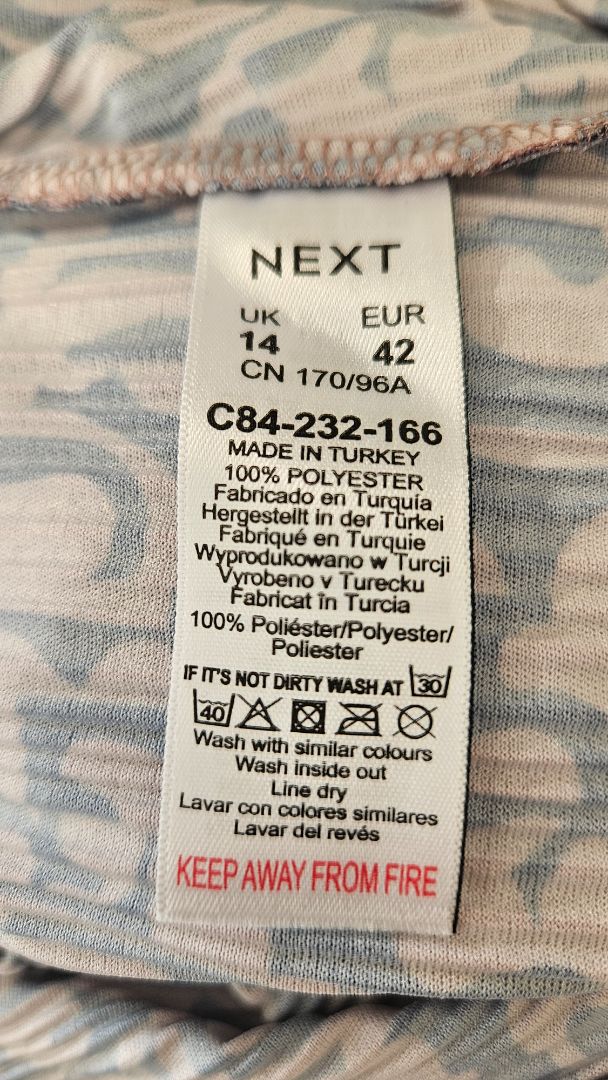 NEXT
UK EUR
14 42
CN 170/96A
C84-232-166
MADE IN TURKEY
100% POLYESTER
Fabricado en Turquía
Hergestellt in der Türkei
Fabriqué en Turquie
Wyprodukowano w Turcji
Vyrobeno v Turecku
Fabricat în Turcia
100% Poliéster/Polyester/
Poliester
IF IT'S NOT DIRTY WASH AT 30
40
Wash with similar colours
Wash inside out
Line dry
Lavar con colores similares
Lavar del revés
KEEP AWAY FROM FIRE